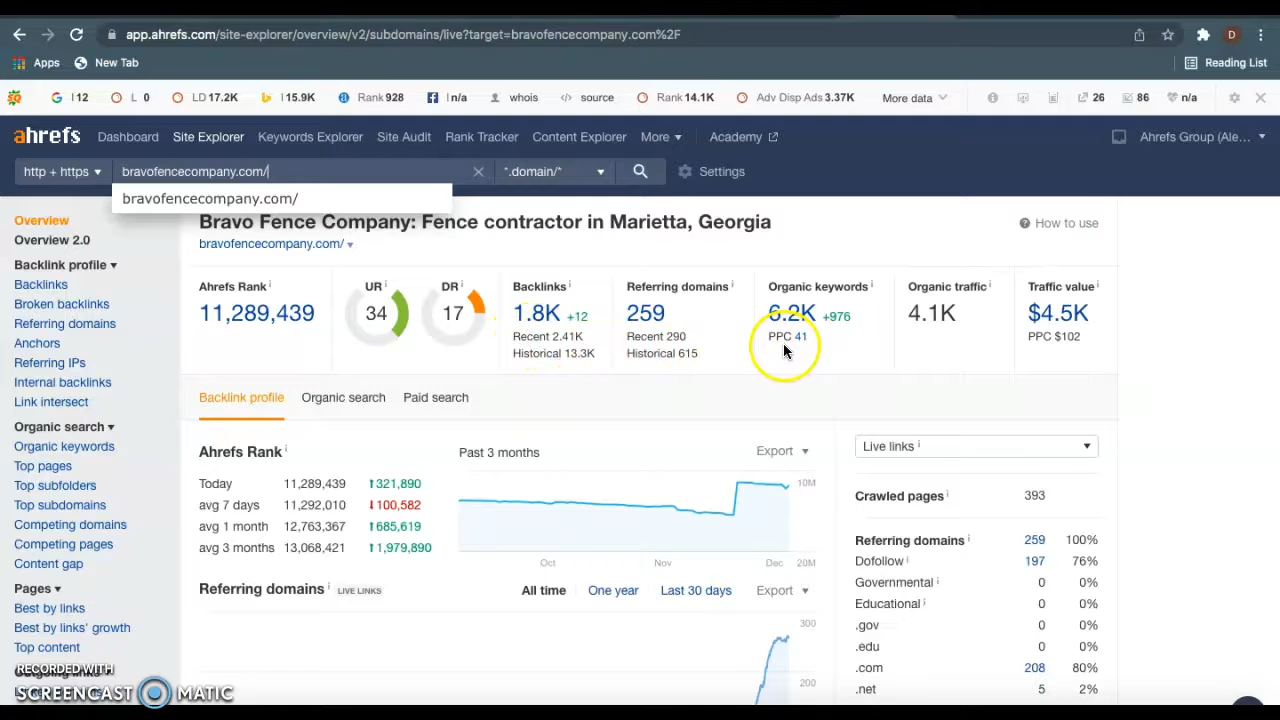 app.ahrefs.com/site-explorer/overview/v2/subdomains/live?target=bravofencecompany.com%2F
D
Apps New Tab Reading List
I 12 L 0 LD 17.2K I 15.9K Rank 928 I n/a whois source Rank 14.1K Adv Disp Ads 3.37K More data 26 86 n/a
ahrefs Dashboard Site Explorer Keywords Explorer Site Audit Rank Tracker Content Explorer More Academy Ahrefs Group (Ale...
http + https bravofencecompany.com/ *.domain/* Settings
bravofencecompany.com/
Overview
Overview 2.0
Backlink profile
Backlinks
Broken backlinks
Referring domains
Anchors
Referring IPs
Internal backlinks
Link intersect
Organic search
Organic keywords
Top pages
Top subfolders
Top subdomains
Competing domains
Competing pages
Content gap
Pages
Best by links
Best by links' growth
Top content
RECORDED WITH
SCREENCAST MATIC
Bravo Fence Company: Fence contractor in Marietta, Georgia
How to use
bravofencecompany.com/
Ahrefs Rank i
11,289,439
UR i
34
DR i
17
Backlinks i
1.8K +12
Recent 2.41K
Historical 13.3K
Referring domains i
259
Recent 290
Historical 615
Organic keywords i
6.2K +976
PPC 41
Organic traffic i
4.1K
Traffic value i
$4.5K
PPC $102
Backlink profile Organic search Paid search
Ahrefs Rank i
Past 3 months
Export
Today 11,289,439 ↑321,890
avg 7 days 11,292,010 ↓100,582
avg 1 month 12,763,367 ↑685,619
avg 3 months 13,068,421 ↑1,979,890
10M
Oct Nov Dec 20M
Referring domains i LIVE LINKS
All time One year Last 30 days Export
300
200
Live links i
Crawled pages i 393
Referring domains i 259 100%
Dofollow i 197 76%
Governmental i 0 0%
Educational i 0 0%
.gov 0 0%
.edu 0 0%
.com 208 80%
.net 5 2%